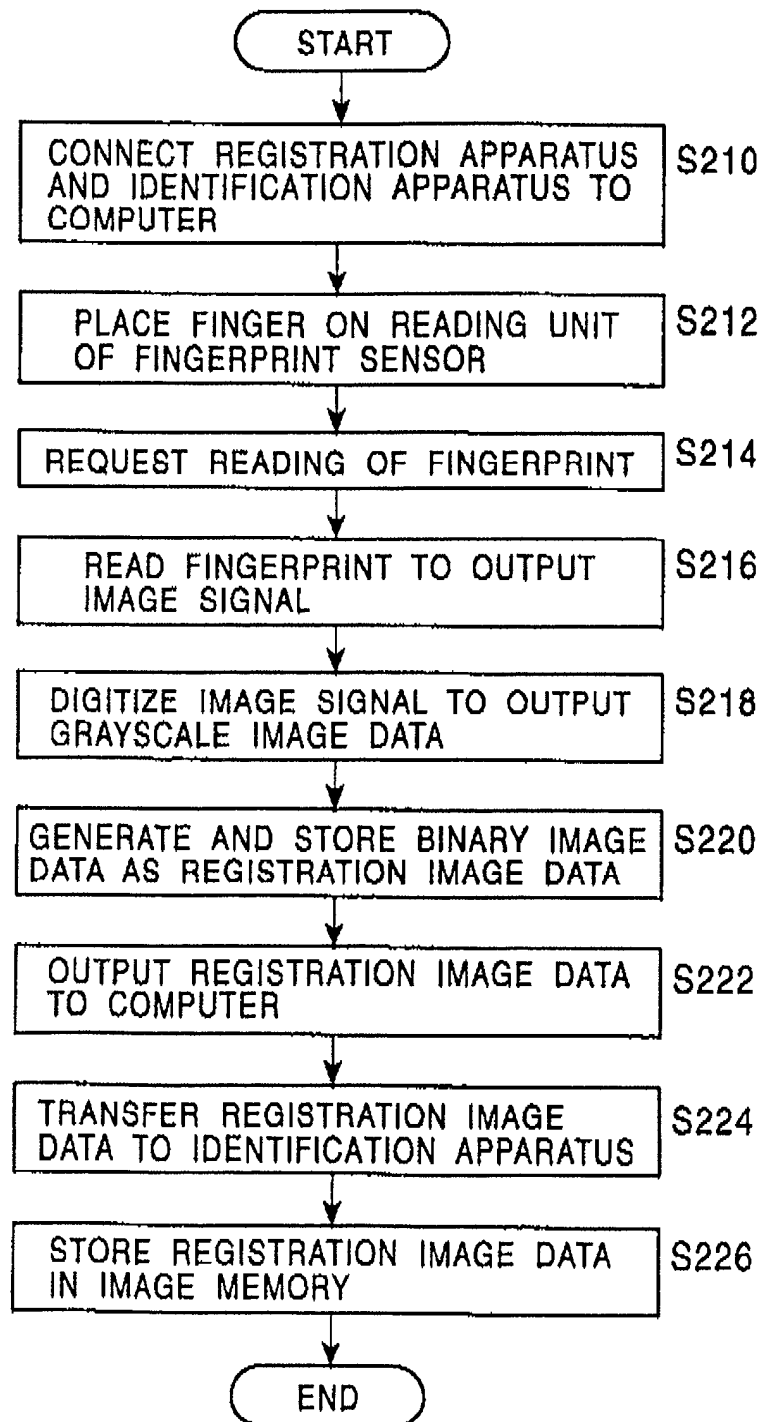 START
CONNECT REGISTRATION APPARATUS
AND IDENTIFICATION APPARATUS TO
COMPUTER
S210
PLACE FINGER ON READING UNIT
OF FINGERPRINT SENSOR
S212
REQUEST READING OF FINGERPRINT
S214
READ FINGERPRINT TO OUTPUT
IMAGE SIGNAL
S216
DIGITIZE IMAGE SIGNAL TO OUTPUT
GRAYSCALE IMAGE DATA
S218
GENERATE AND STORE BINARY IMAGE
DATA AS REGISTRATION IMAGE DATA
S220
OUTPUT REGISTRATION IMAGE DATA
TO COMPUTER
S222
TRANSFER REGISTRATION IMAGE
DATA TO IDENTIFICATION APPARATUS
S224
STORE REGISTRATION IMAGE DATA
IN IMAGE MEMORY
S226
END